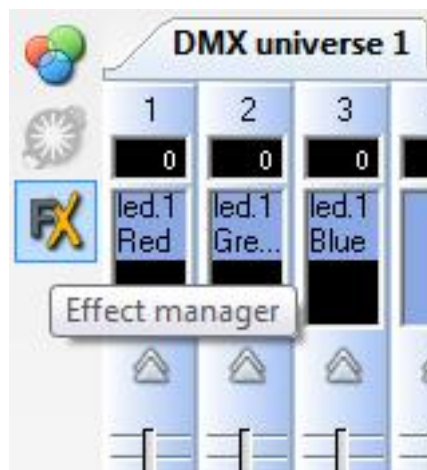 DMX universe 1
1 2 3
0 0 0
led.1 led.1 led.1
Red Gre... Blue
FX
Effect manager